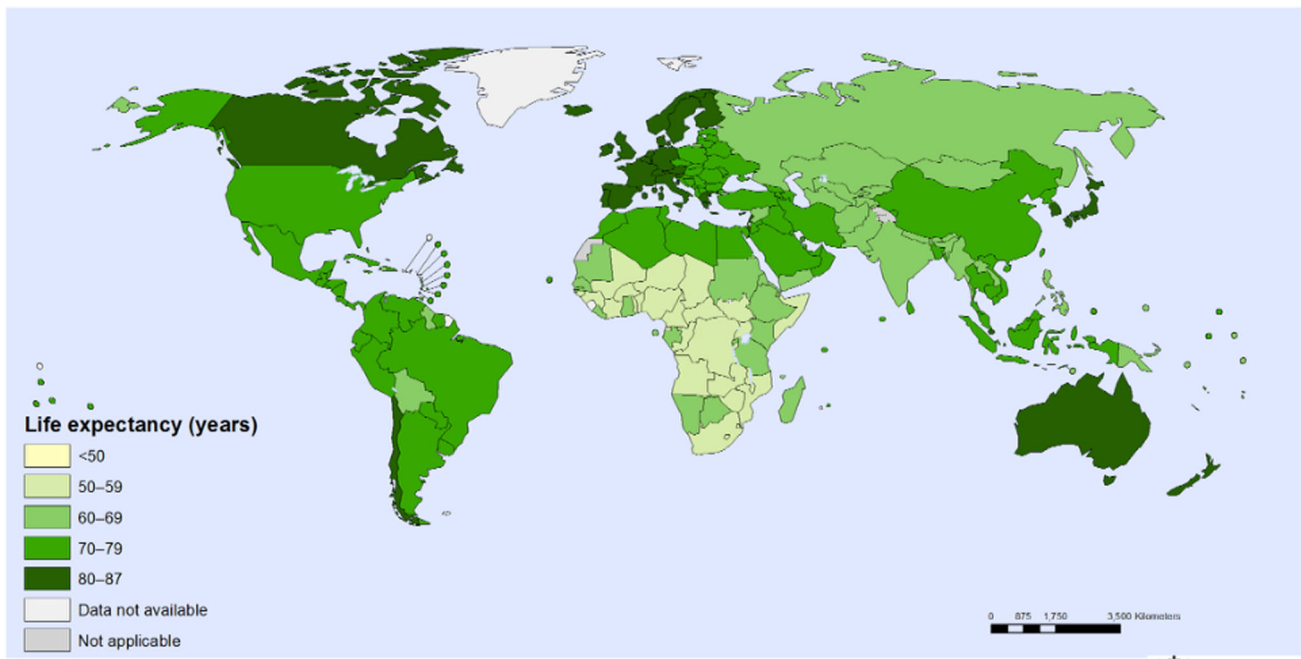 Life expectancy (years)
<50
50–59
60–69
70–79
80–87
Data not available
Not applicable
0 875 1,750 3,500 Kilometers